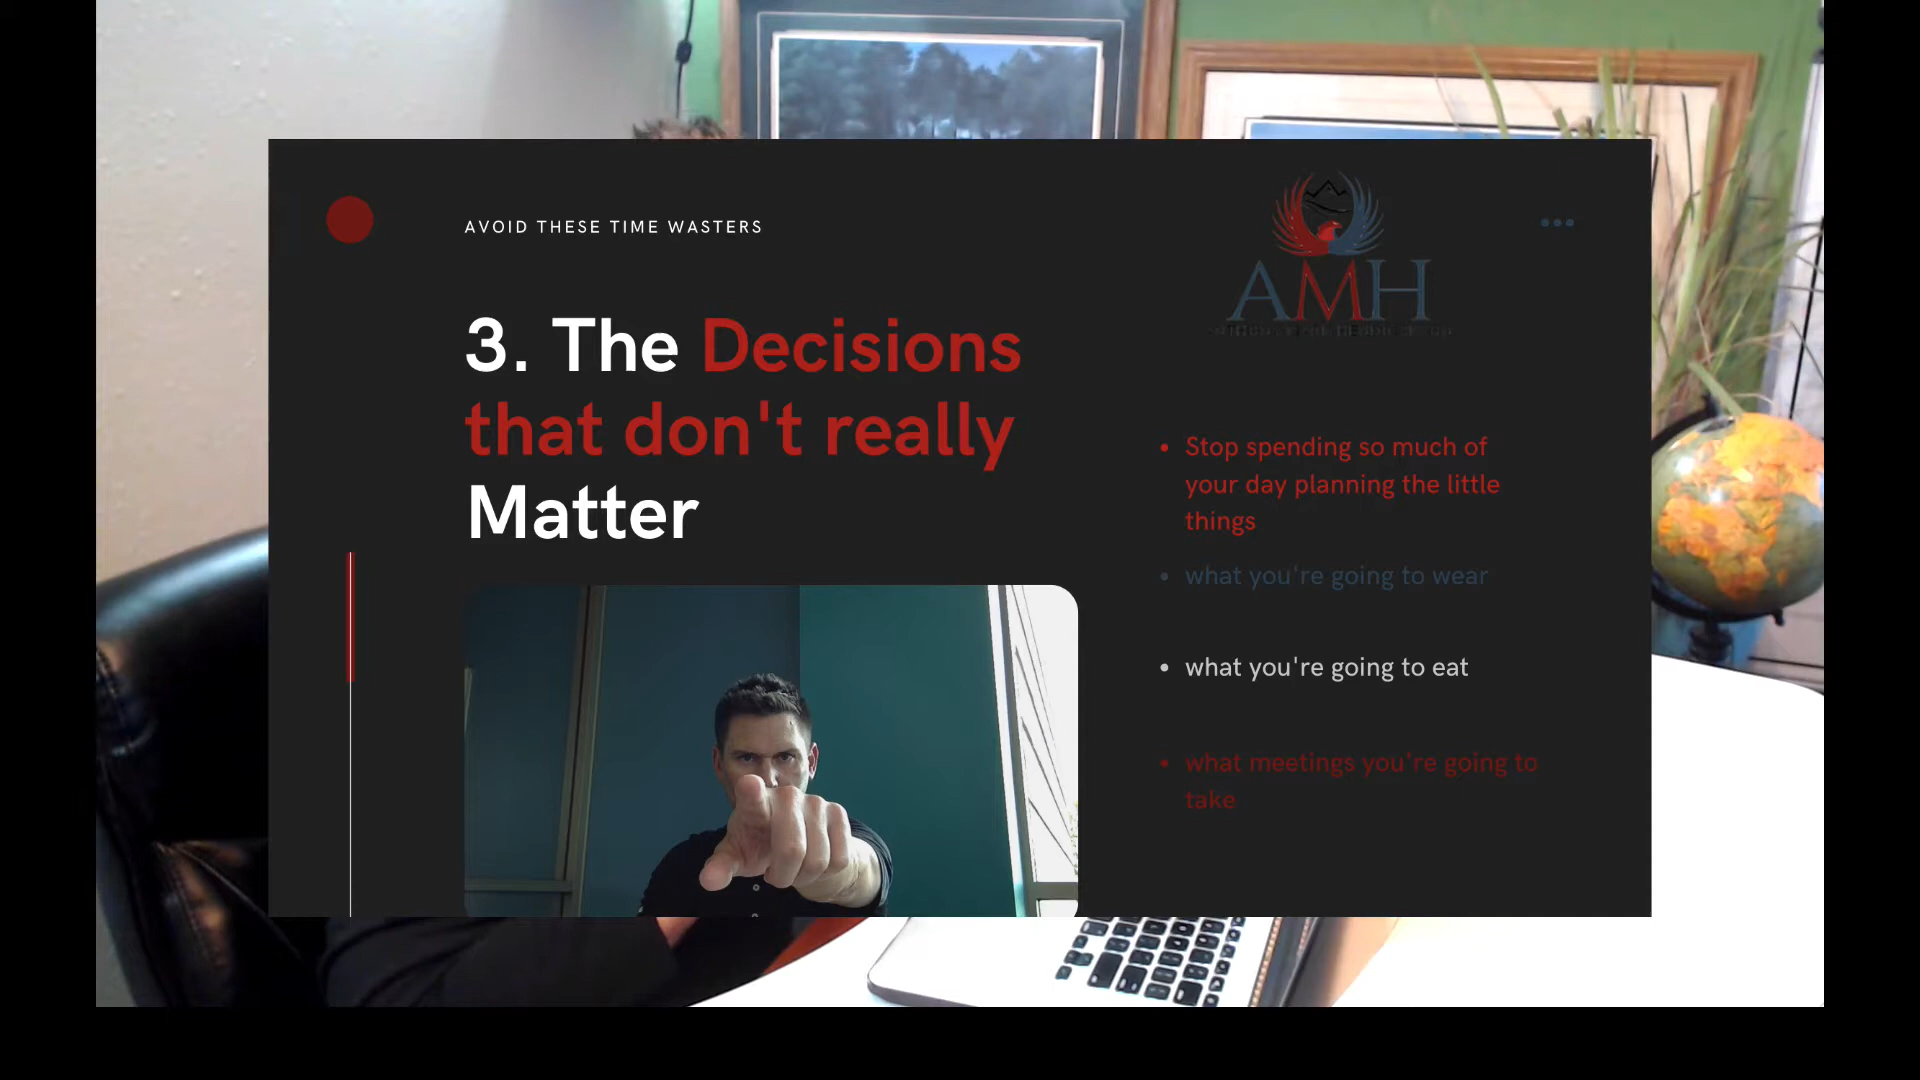 AVOID THESE TIME WASTERS
AMH
3. The Decisions
that don't really
Matter
• Stop spending so much of
your day planning the little
things
• what you're going to wear
• what you're going to eat
• what meetings you're going to
take